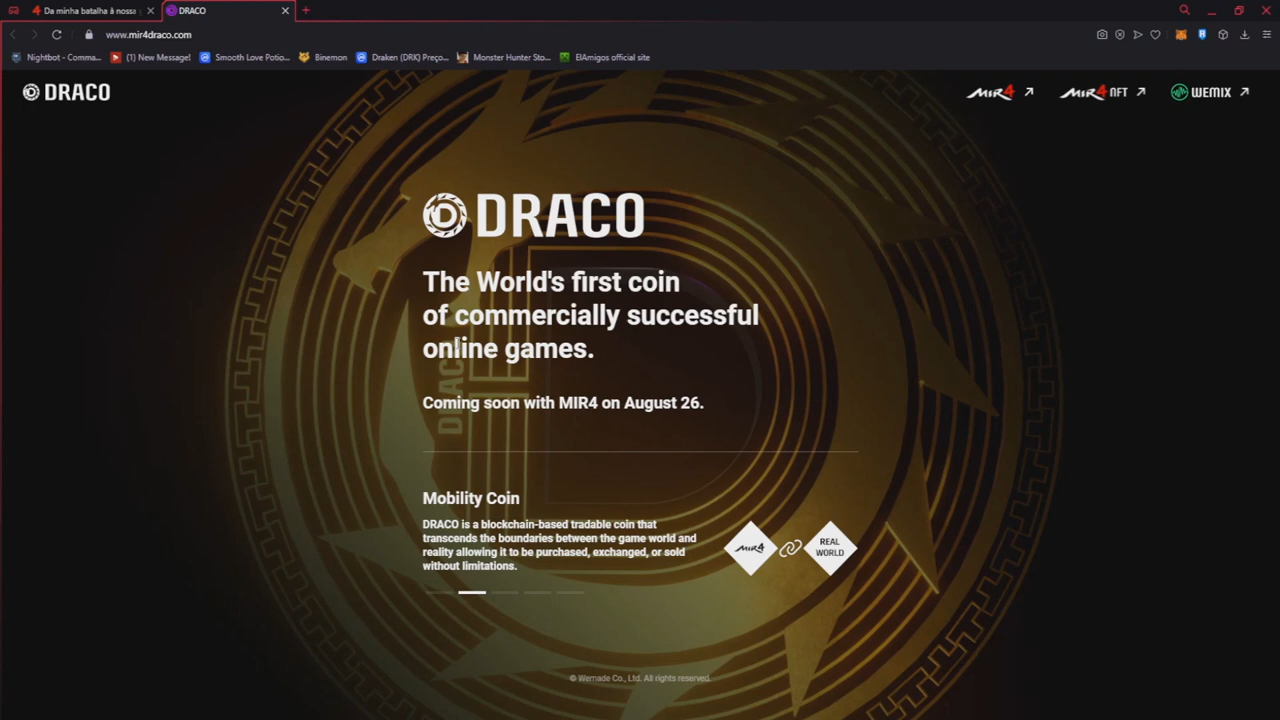 Da minha batalha à nossa
DRACO
www.mir4draco.com
Nightbot - Comma...
(1) New Message!
Smooth Love Potio...
Binemon
Draken (DRK) Preço...
Monster Hunter Sto...
ElAmigos official site
DRACO
MIR4
MIR4 NFT
WEMIX
DRACO
The World's first coin
of commercially successful
online games.
Coming soon with MIR4 on August 26.
Mobility Coin
DRACO is a blockchain-based tradable coin that
transcends the boundaries between the game world and
reality allowing it to be purchased, exchanged, or sold
without limitations.
MIR4
REAL
WORLD
DRACO
© Wemade Co., Ltd. All rights reserved.